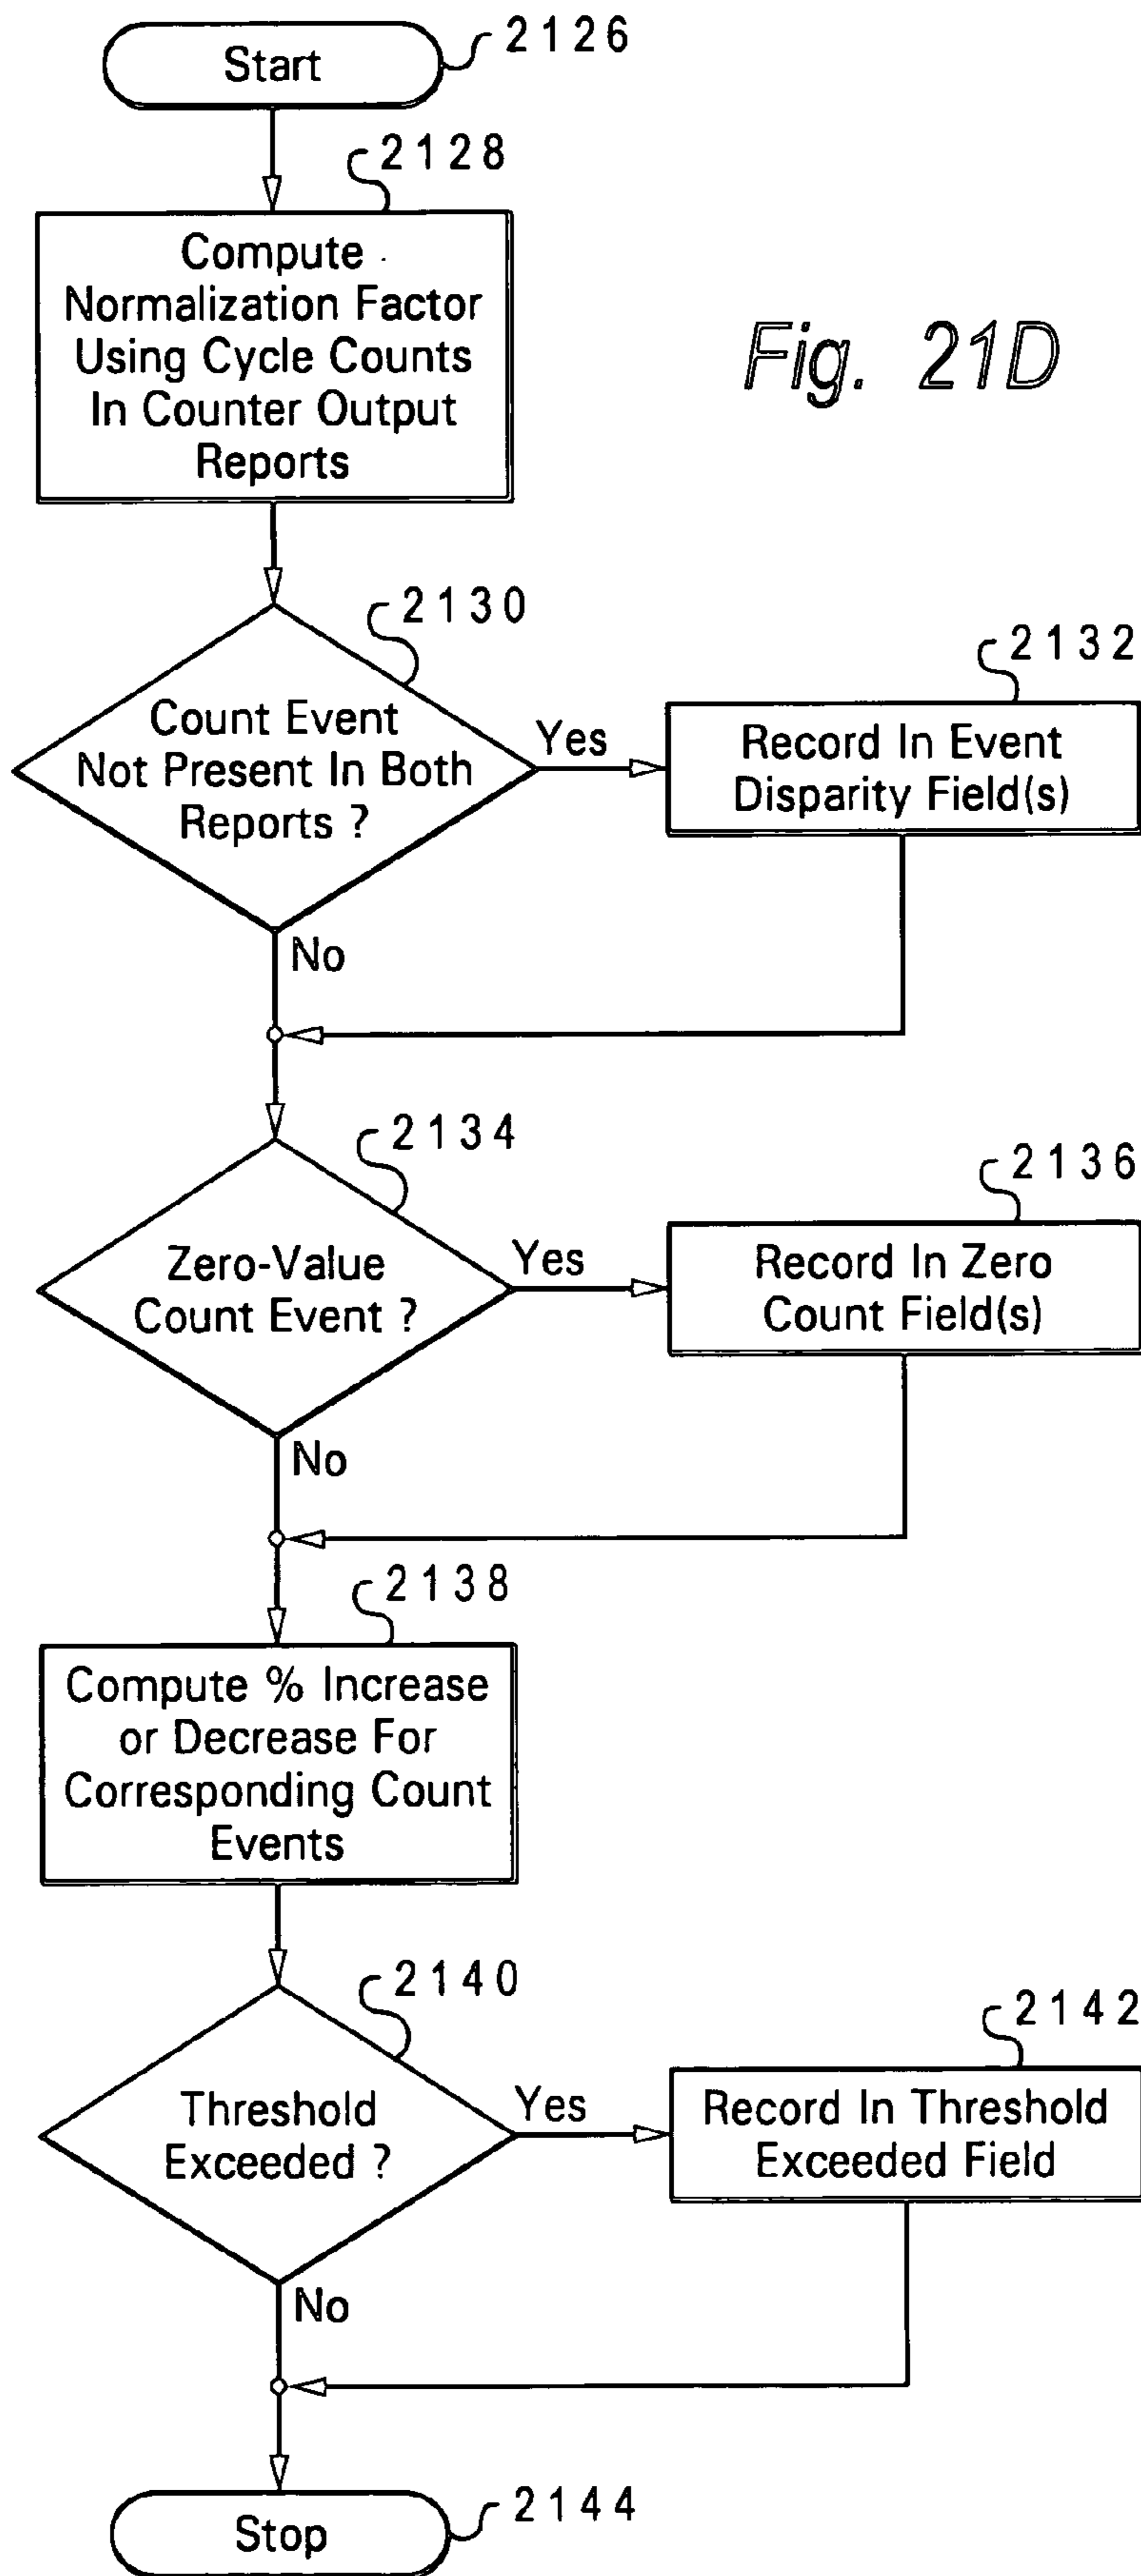 2126
Start
2128
Compute
Normalization Factor
Using Cycle Counts
In Counter Output
Reports
Fig. 21D
2130
Count Event
Not Present In Both
Reports ?
Yes
2132
Record In Event
Disparity Field(s)
No
2134
Zero-Value
Count Event ?
Yes
2136
Record In Zero
Count Field(s)
No
2138
Compute % Increase
or Decrease For
Corresponding Count
Events
2140
Threshold
Exceeded ?
Yes
2142
Record In Threshold
Exceeded Field
No
2144
Stop